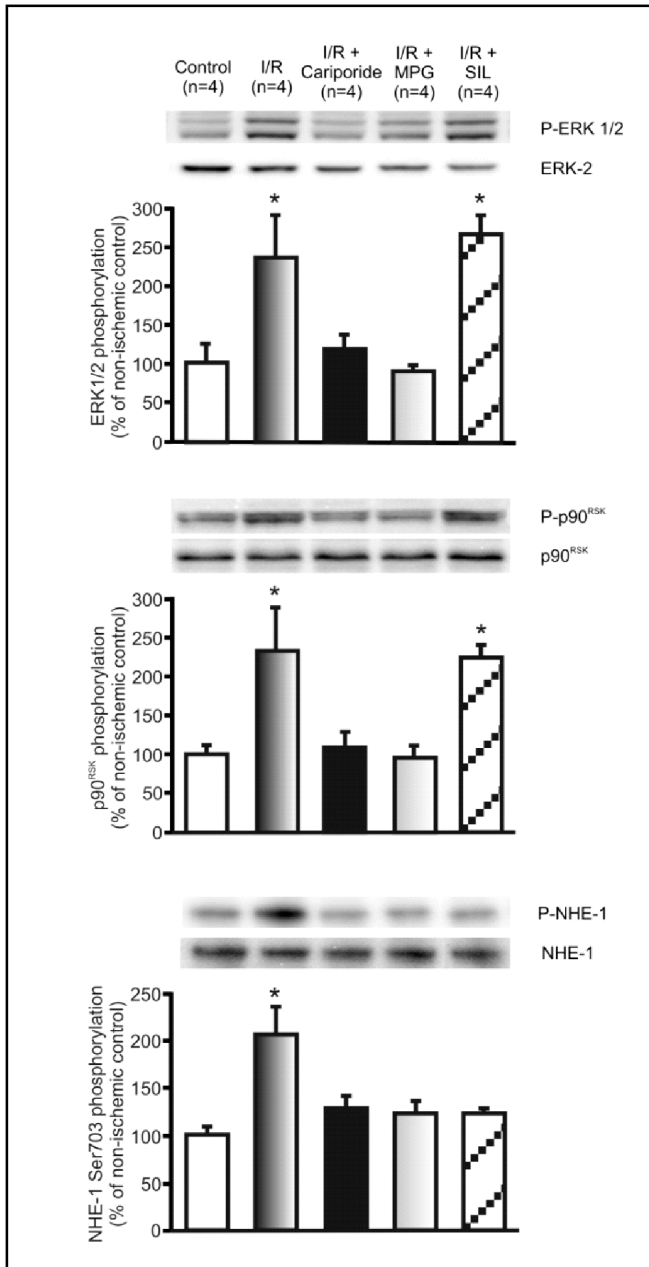 Control
(n=4)
I/R
(n=4)
I/R +
Cariporide
(n=4)
I/R +
MPG
(n=4)
I/R +
SIL
(n=4)
P-ERK 1/2
ERK-2
ERK1/2 phosphorylation
(% of non-ischemic control)
300
250
200
150
100
50
0
*
*
P-p90RSK
p90RSK
p90RSK phosphorylation
(% of non-ischemic control)
300
250
200
150
100
50
0
*
*
P-NHE-1
NHE-1
NHE-1 Ser703 phosphorylation
(% of non-ischemic control)
250
200
150
100
50
0
*